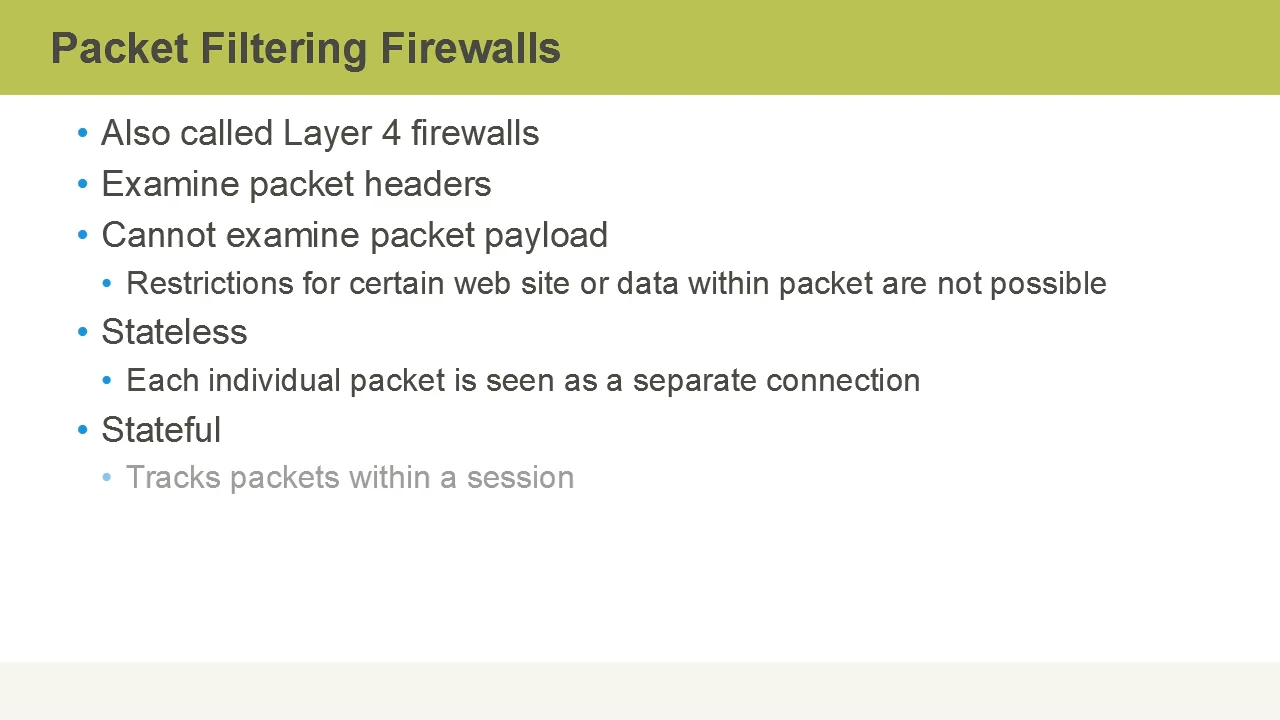 Packet Filtering Firewalls
• Also called Layer 4 firewalls
• Examine packet headers
• Cannot examine packet payload
• Restrictions for certain web site or data within packet are not possible
• Stateless
• Each individual packet is seen as a separate connection
• Stateful
• Tracks packets within a session